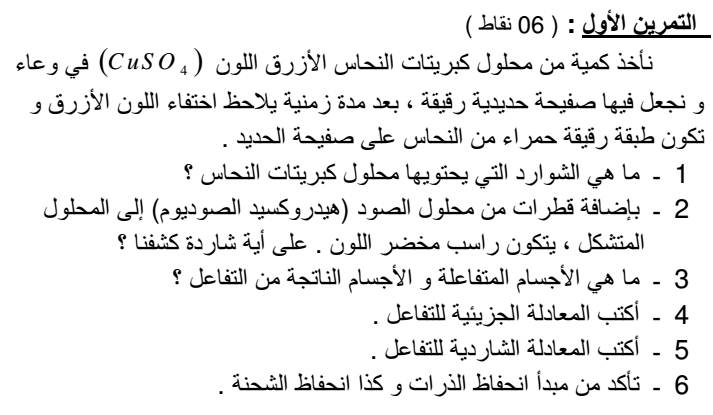 التمرين الأول : ( 06 نقاط )
نأخذ كمية من محلول كبريتات النحاس الأزرق اللون (CuSO₄) في وعاء
و نجعل فيها صفيحة حديدية رقيقة ، بعد مدة زمنية يلاحظ اختفاء اللون الأزرق و
تكون طبقة رقيقة حمراء من النحاس على صفيحة الحديد .
1 - ما هي الشوارد التي يحتويها محلول كبريتات النحاس ؟
2 - بإضافة قطرات من محلول الصود (هيدروكسيد الصوديوم) إلى المحلول
المتشكل ، يتكون راسب مخضر اللون . على أية شاردة كشفنا ؟
3 - ما هي الأجسام المتفاعلة و الأجسام الناتجة من التفاعل ؟
4 - أكتب المعادلة الجزيئية للتفاعل .
5 - أكتب المعادلة الشاردية للتفاعل .
6 - تأكد من مبدأ انحفاظ الذرات و كذا انحفاظ الشحنة .